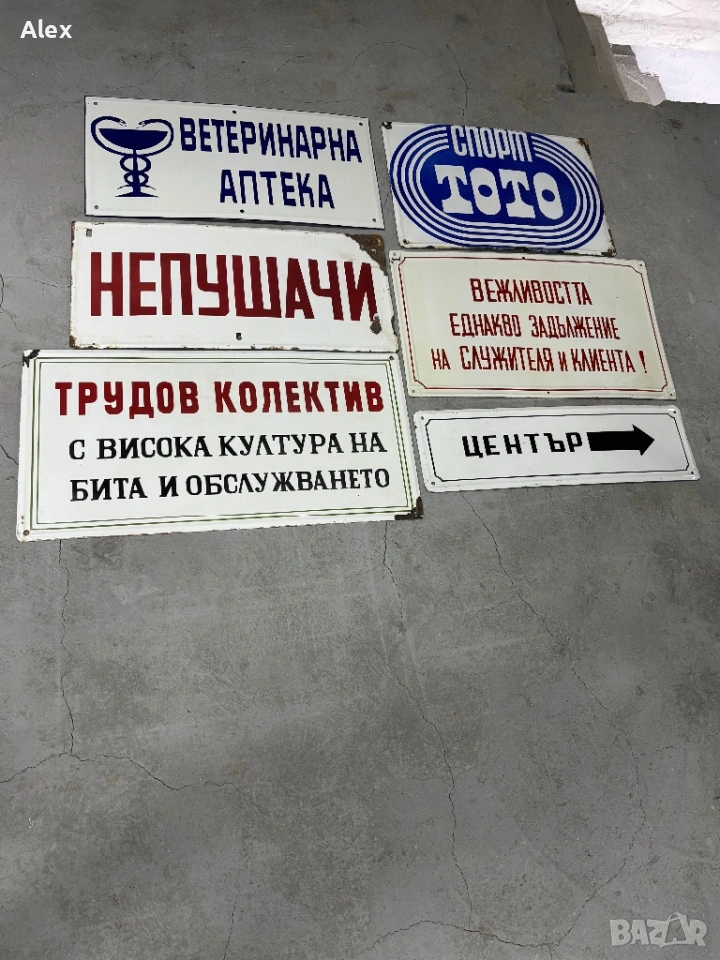 Alex
ВЕТЕРИНАРНА
АПТЕКА
СПОРТ
ТОТО
НЕПУШАЧИ
ВЕЖЛИВОСТТА
ЕДНАКВО ЗАДЪЛЖЕНИЕ
НА СЛУЖИТЕЛЯ И КЛИЕНТА !
ТРУДОВ КОЛЕКТИВ
С ВИСОКА КУЛТУРА НА
БИТА И ОБСЛУЖВАНЕТО
ЦЕНТЪР
BAZAR